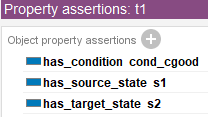 Property assertions: t1
Object property assertions
has_condition cond_cgood
has_source_state s1
has_target_state s2